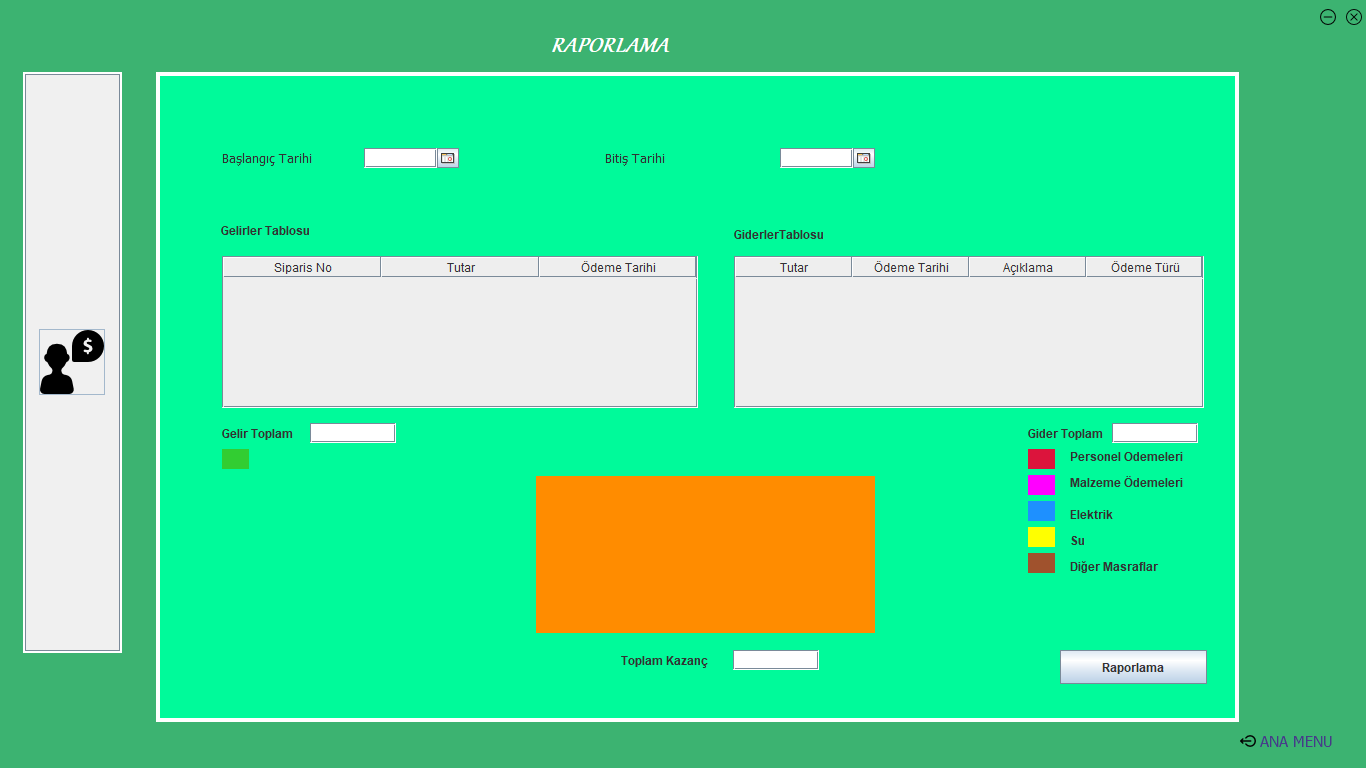 RAPORLAMA
Başlangıç Tarihi
Bitiş Tarihi
Gelirler Tablosu
GiderlerTablosu
Siparis No Tutar Ödeme Tarihi
Tutar Ödeme Tarihi Açıklama Ödeme Türü
$
Gelir Toplam
Gider Toplam
Personel Odemeleri
Malzeme Ödemeleri
Elektrik
Su
Diğer Masraflar
Toplam Kazanç
Raporlama
ANA MENU